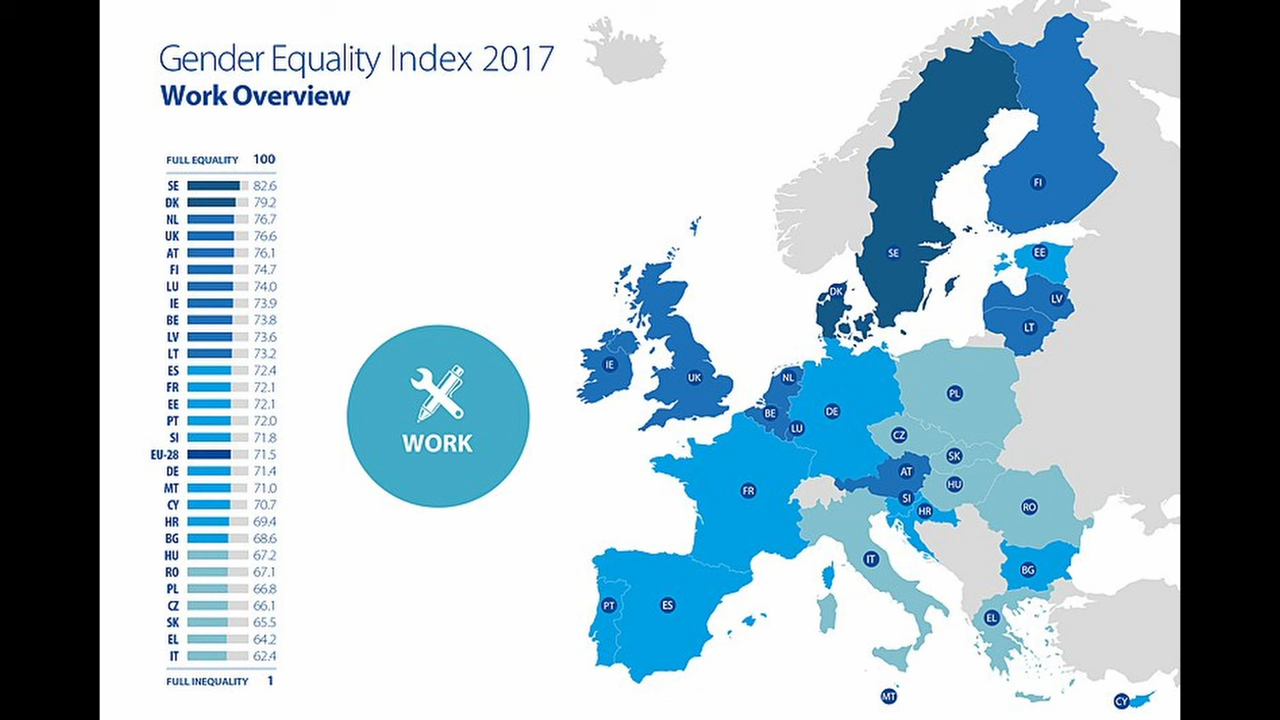 Gender Equality Index 2017
Work Overview
FULL EQUALITY 100
SE 82.6
DK 79.2
NL 76.7
UK 76.6
AT 76.1
FI 74.7
LU 74.0
IE 73.9
BE 73.8
LV 73.6
LT 73.2
ES 72.4
FR 72.1
EE 72.1
PT 72.0
SI 71.8
EU-28 71.5
DE 71.4
MT 71.0
CY 70.7
HR 69.4
BG 68.6
HU 67.2
RO 67.1
PL 66.8
CZ 66.1
SK 65.5
EL 64.2
IT 62.4
FULL INEQUALITY 1
WORK
FI
SE
EE
DK
LV
LT
IE
UK
NL
PL
BE
DE
LU
CZ
SK
AT
HU
FR
SI
RO
HR
IT
BG
PT
ES
EL
MT
CY